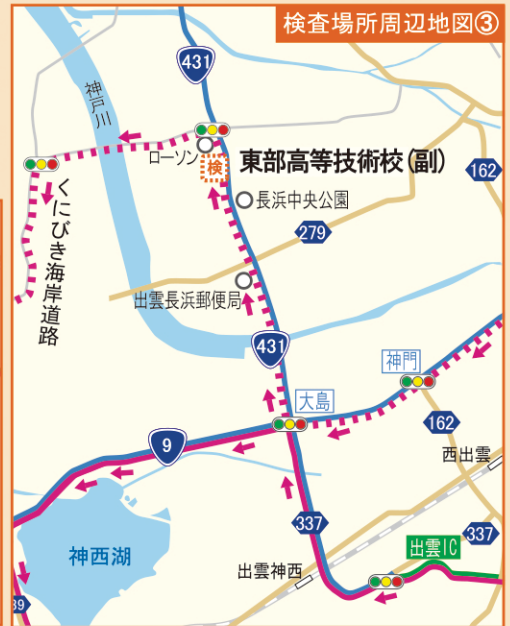 検査場所周辺地図③
431
神戸川
ローソン
検
東部高等技術校(副)
162
長浜中央公園
くにびき海岸道路
279
出雲長浜郵便局
431
神門
大島
162
9
西出雲
337
出雲IC
337
神西湖
出雲神西
39